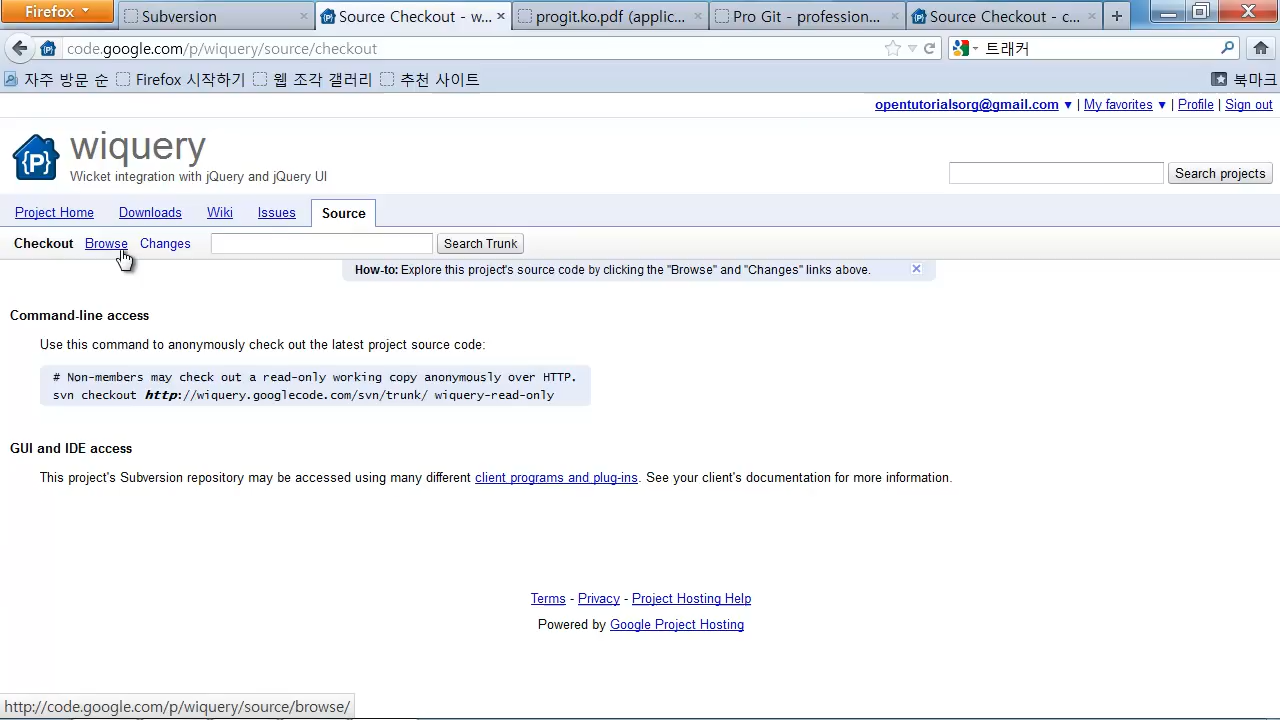 Firefox
Subversion
Source Checkout - w...
progit.ko.pdf (applic...
Pro Git - profession...
Source Checkout - c...
code.google.com/p/wiquery/source/checkout
트래커
자주 방문 순
Firefox 시작하기
웹 조각 갤러리
추천 사이트
북마크
opentutorialsorg@gmail.com ▼ | My favorites ▼ | Profile | Sign out
{P}
wiquery
Wicket integration with jQuery and jQuery UI
Search projects
Project Home
Downloads
Wiki
Issues
Source
Checkout
Browse
Changes
Search Trunk
How-to: Explore this project's source code by clicking the "Browse" and "Changes" links above.
Command-line access
Use this command to anonymously check out the latest project source code:
# Non-members may check out a read-only working copy anonymously over HTTP.
svn checkout http://wiquery.googlecode.com/svn/trunk/ wiquery-read-only
GUI and IDE access
This project's Subversion repository may be accessed using many different client programs and plug-ins. See your client's documentation for more information.
Terms - Privacy - Project Hosting Help
Powered by Google Project Hosting
http://code.google.com/p/wiquery/source/browse/